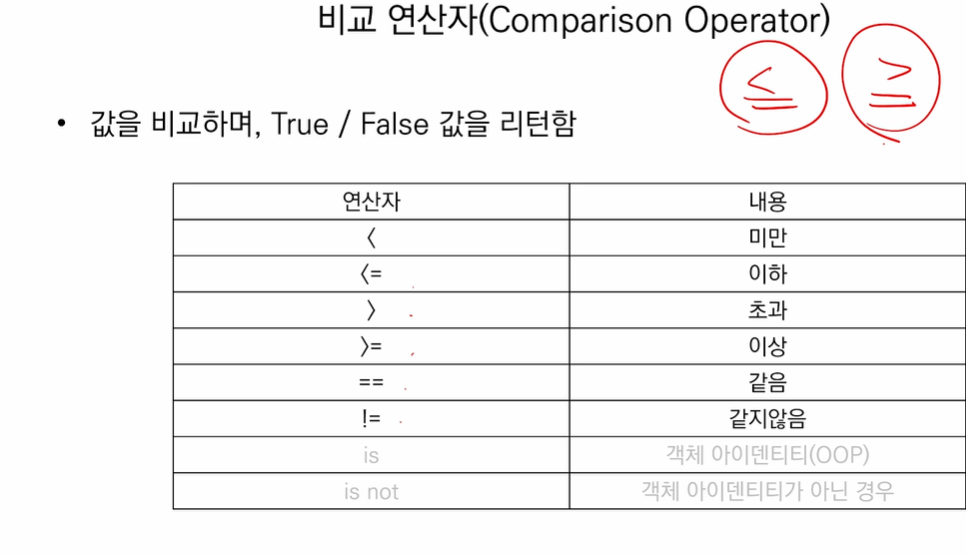 비교 연산자(Comparison Operator)
≤ ≥
• 값을 비교하며, True / False 값을 리턴함
연산자 내용
< 미만
<= 이하
> 초과
>= 이상
== 같음
!= 같지않음
is 객체 아이덴티티(OOP)
is not 객체 아이덴티티가 아닌 경우